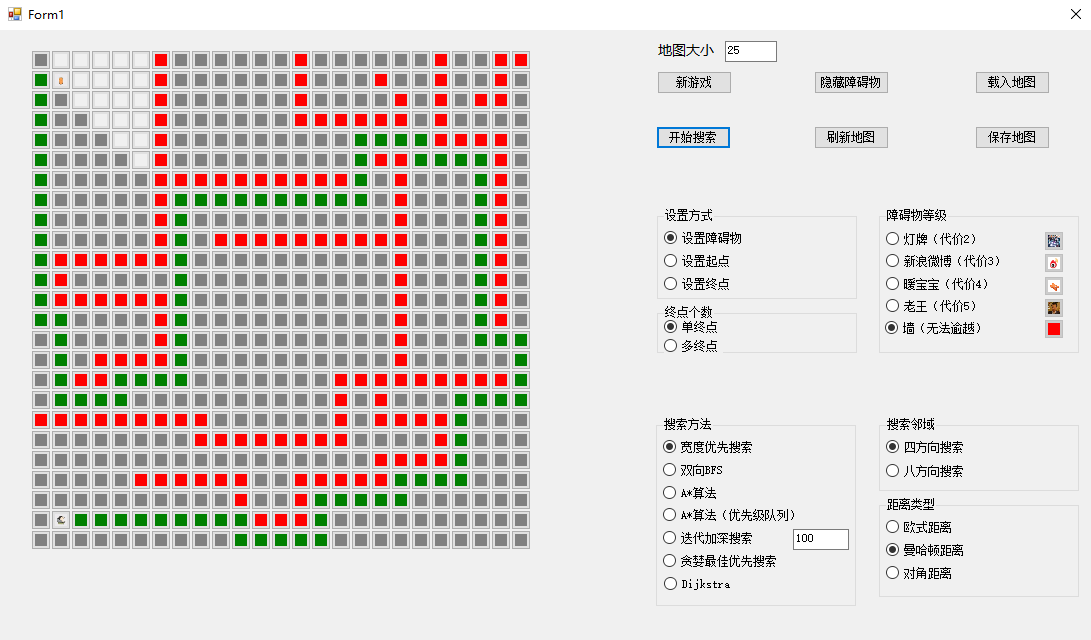 Form1
地图大小 25
新游戏 隐藏障碍物 载入地图
开始搜索 刷新地图 保存地图
设置方式
设置障碍物
设置起点
设置终点
终点个数
单终点
多终点
障碍物等级
灯牌（代价2）
新浪微博（代价3）
暖宝宝（代价4）
老王（代价5）
墙（无法逾越）
搜索方法
宽度优先搜索
双向BFS
A*算法
A*算法（优先级队列）
迭代加深搜索 100
贪婪最佳优先搜索
Dijkstra
搜索邻域
四方向搜索
八方向搜索
距离类型
欧式距离
曼哈顿距离
对角距离